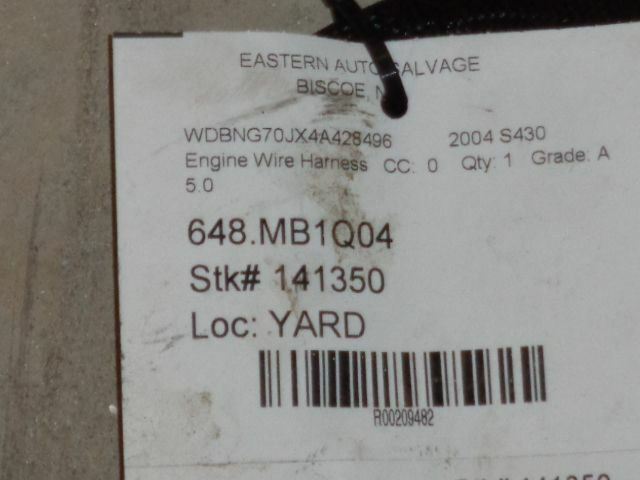 EASTERN AUTO SALVAGE
BISCOE, N
WDBNG70JX4A428496 2004 S430
Engine Wire Harness CC: 0 Qty: 1 Grade: A
5.0
648.MB1Q04
Stk# 141350
Loc: YARD
R00209482
141350